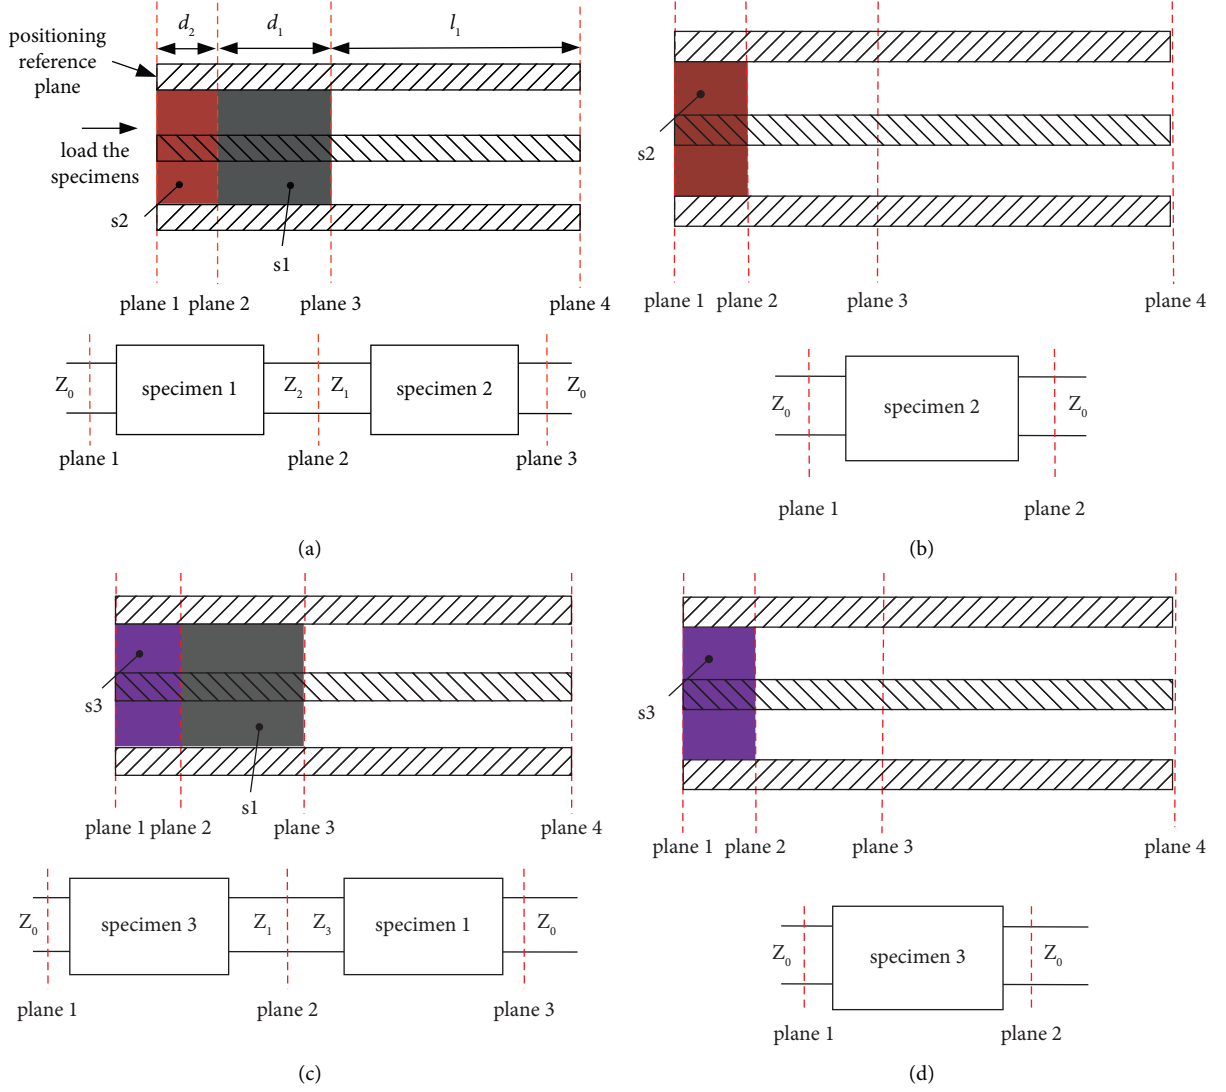 d₂ d₁ l₁
positioning
reference
plane
load the
specimens
s2
s1
plane 1 plane 2 plane 3 plane 4
Z₀ specimen 1 Z₂ Z₁ specimen 2 Z₀
plane 1 plane 2 plane 3
(a)
s2
plane 1 plane 2 plane 3 plane 4
Z₀ specimen 2 Z₀
plane 1 plane 2
(b)
s3
s1
plane 1 plane 2 plane 3 plane 4
Z₀ specimen 3 Z₁ Z₃ specimen 1 Z₀
plane 1 plane 2 plane 3
(c)
s3
plane 1 plane 2 plane 3 plane 4
Z₀ specimen 3 Z₀
plane 1 plane 2
(d)